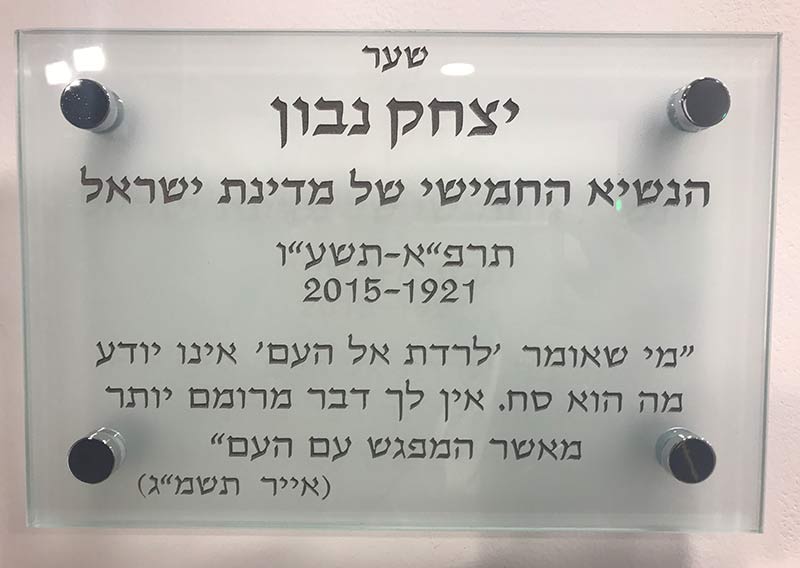 שער
יצחק נבון
הנשיא החמישי של מדינת ישראל
תרפ״א-תשע״ו
2015-1921
״מי שאומר ׳לרדת אל העם׳ אינו יודע
מה הוא סח. אין לך דבר מרומם יותר
מאשר המפגש עם העם״
(אייר תשמ״ג)